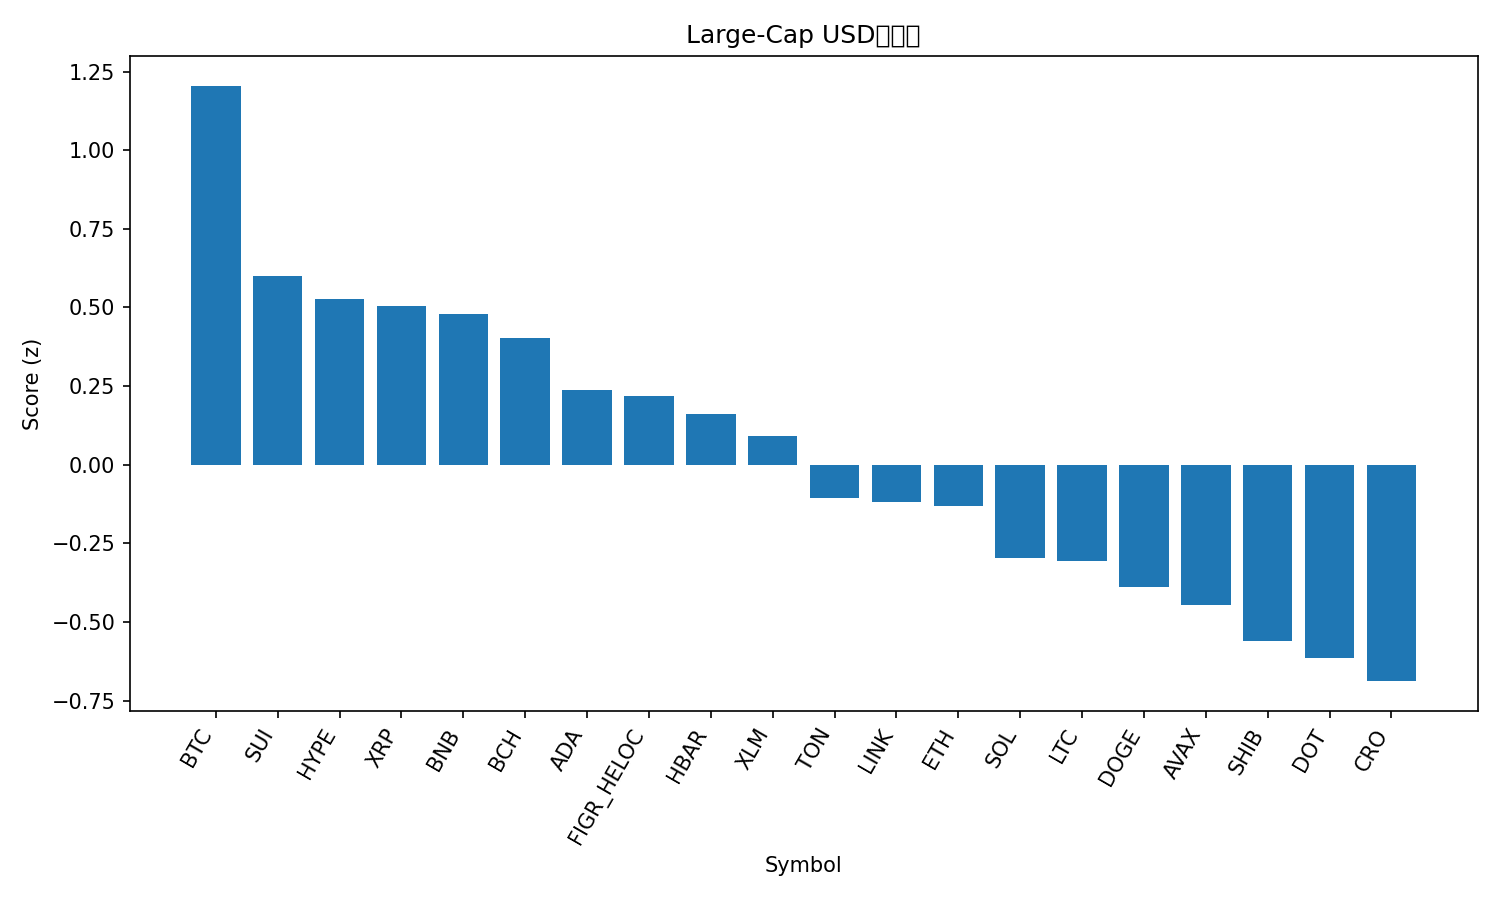 Large-Cap USD
1.25
1.00
0.75
0.50
0.25
0.00
−0.25
−0.50
−0.75
Score (z)
BTC
SUI
HYPE
XRP
BNB
BCH
ADA
FIGR_HELOC
HBAR
XLM
TON
LINK
ETH
SOL
LTC
DOGE
AVAX
SHIB
DOT
CRO
Symbol